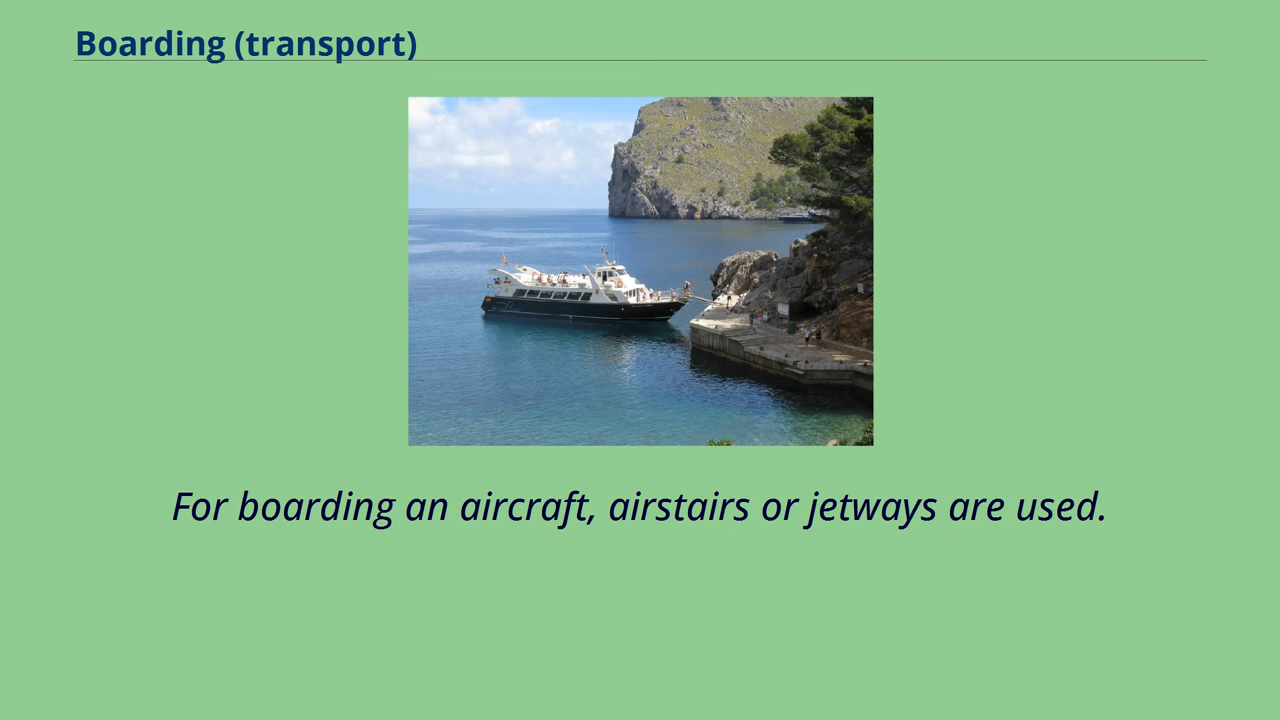 Boarding (transport)
For boarding an aircraft, airstairs or jetways are used.